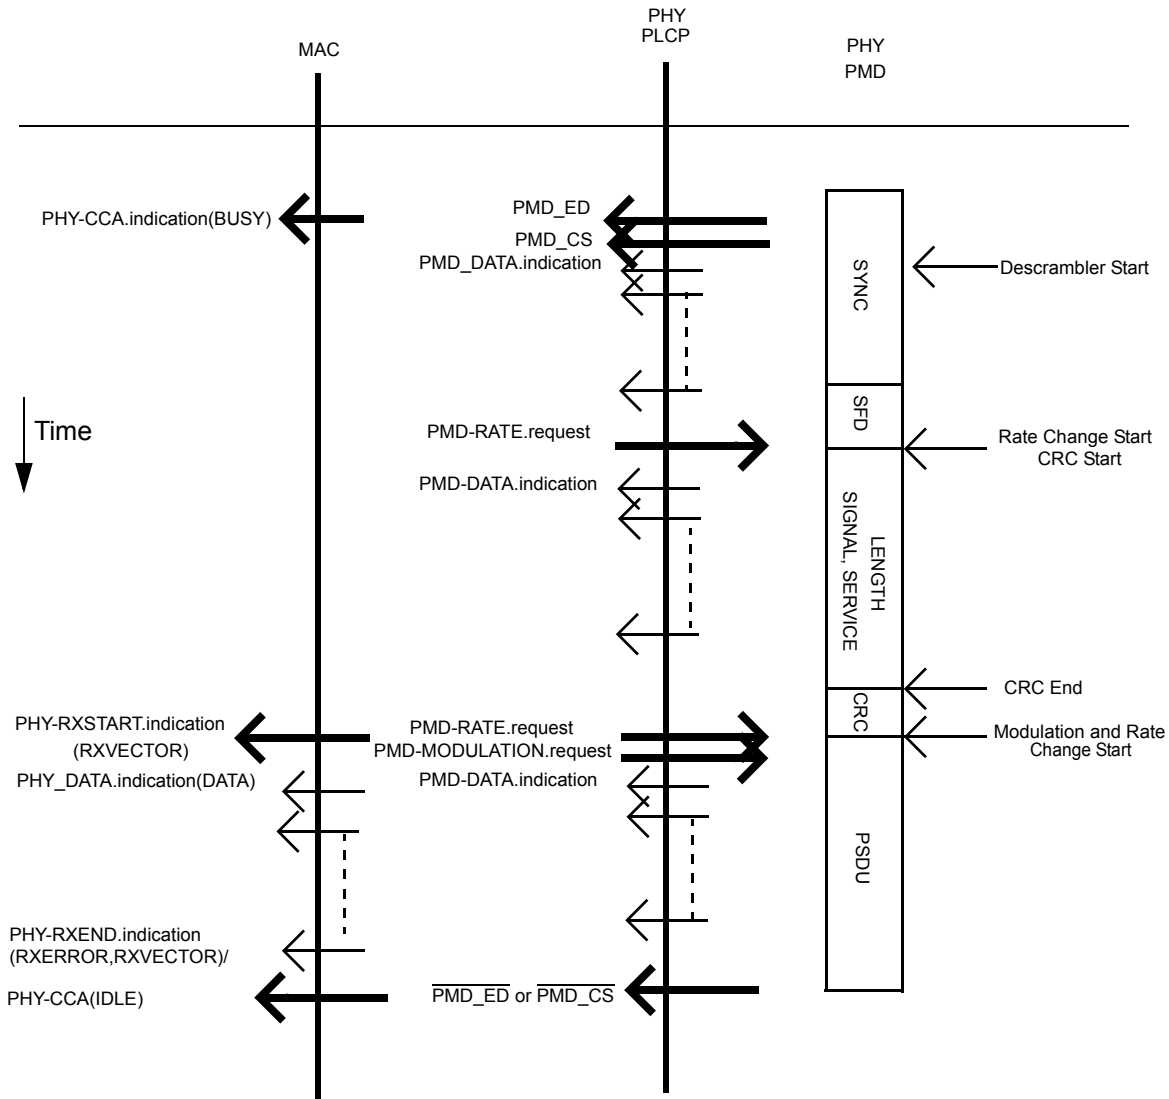 PHY
PLCP
MAC
PHY
PMD
PHY-CCA.indication(BUSY)
PMD_ED
PMD_CS
PMD_DATA.indication
SYNC
Descrambler Start
SFD
Time
PMD-RATE.request
Rate Change Start
CRC Start
PMD-DATA.indication
LENGTH
SIGNAL, SERVICE
CRC End
CRC
PHY-RXSTART.indication
(RXVECTOR)
PMD-RATE.request
PMD-MODULATION.request
Modulation and Rate
Change Start
PHY_DATA.indication(DATA)
PMD-DATA.indication
PSDU
PHY-RXEND.indication
(RXERROR,RXVECTOR)/
PHY-CCA(IDLE)
PMD_ED or PMD_CS